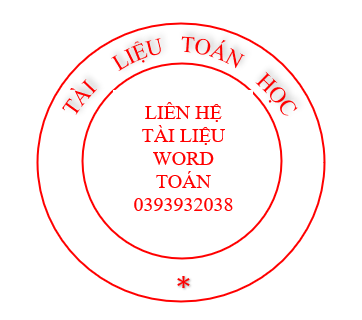 TÀI LIỆU TOÁN HỌC
LIÊN HỆ
TÀI LIỆU
WORD
TOÁN
0393932038
*